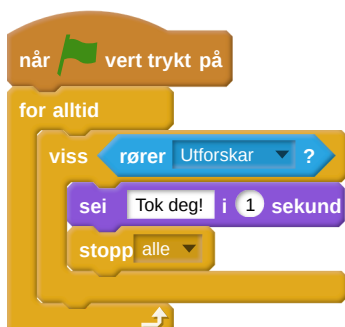 når vert trykt på
for alltid
viss rører Utforskar ?
sei Tok deg! i 1 sekund
stopp alle